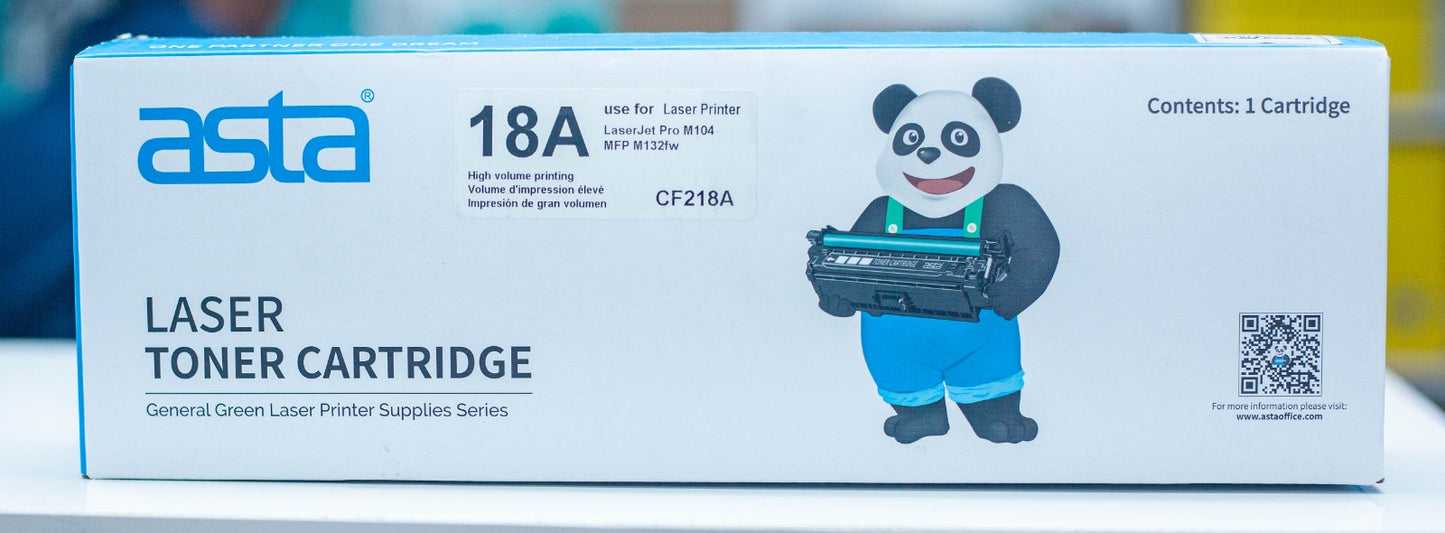 ONE PARTNER ONE DREAM
asta®
18A
use for Laser Printer
LaserJet Pro M104
MFP M132fw
High volume printing
Volume d'impression élevé
Impresión de gran volumen
CF218A
Contents: 1 Cartridge
TONER CARTRIDGE asta
LASER
TONER CARTRIDGE
General Green Laser Printer Supplies Series
For more information please visit:
www.astaoffice.com